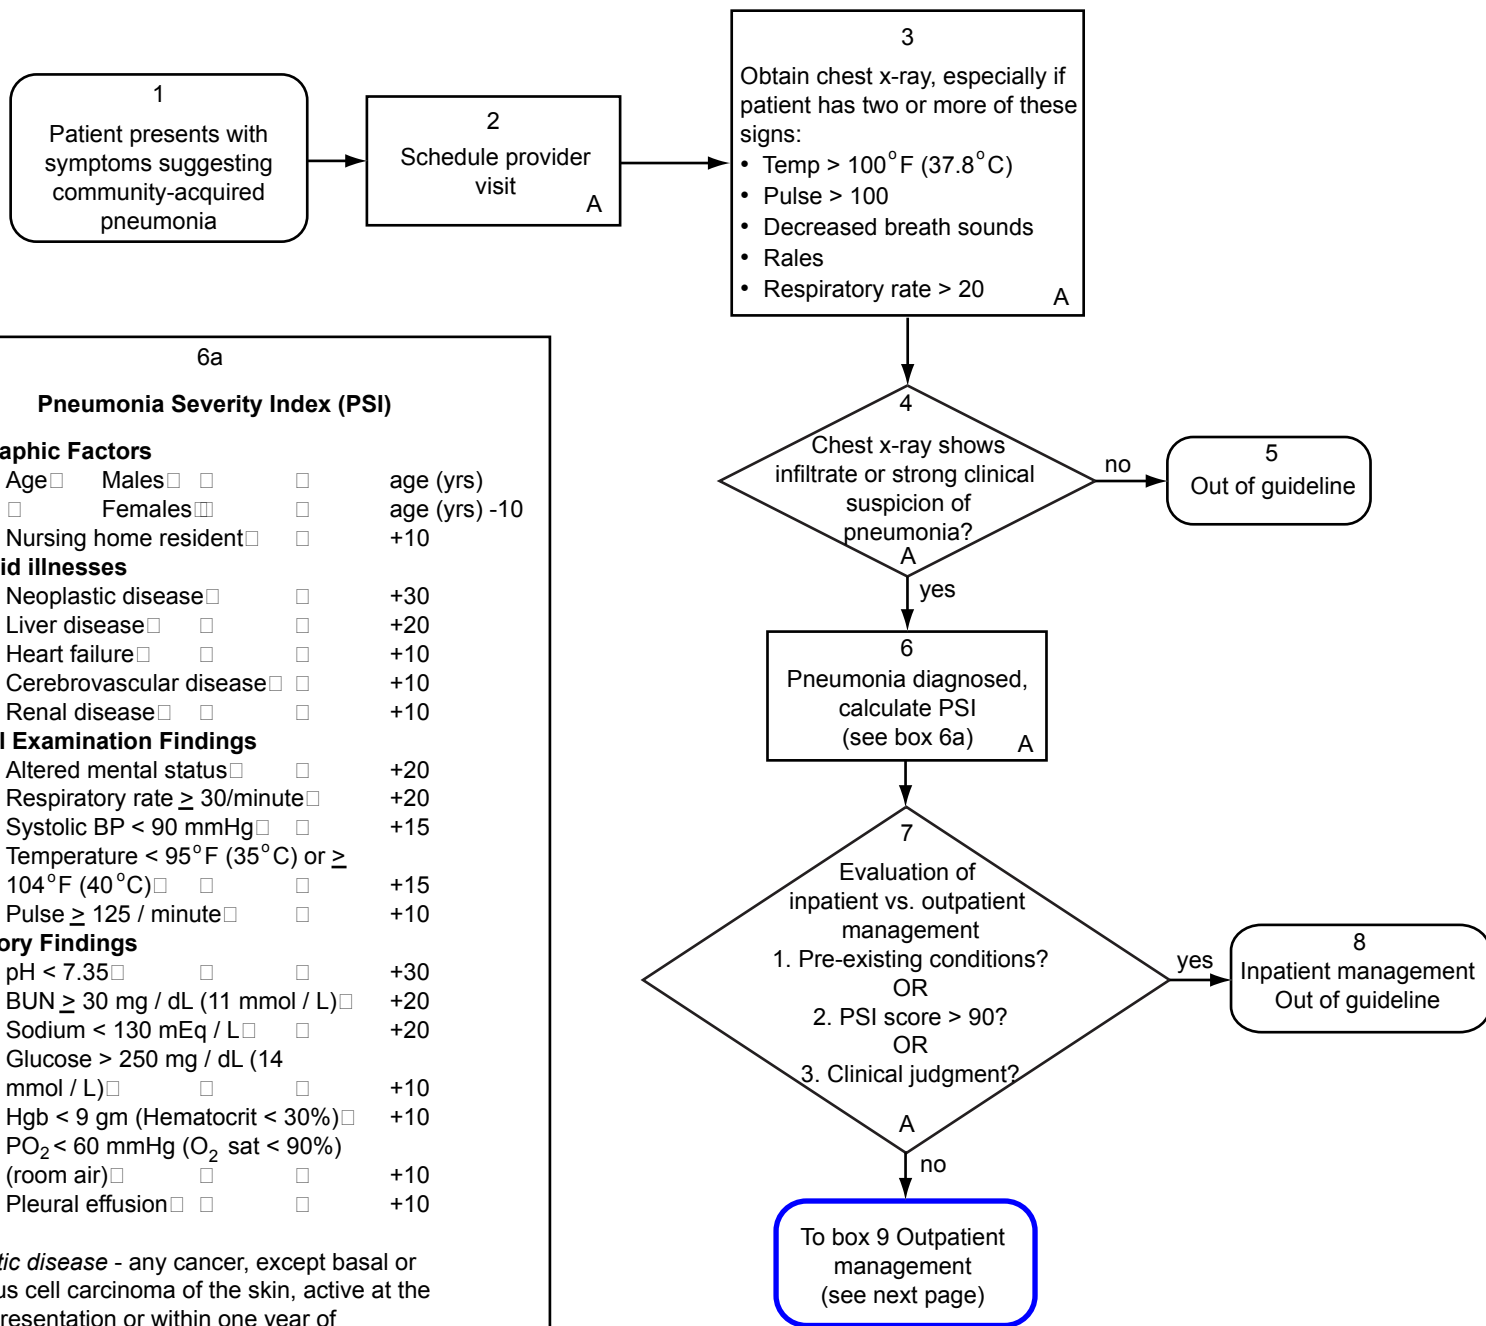 1
Patient presents with
symptoms suggesting
community-acquired
pneumonia
2
Schedule provider
visit
A
3
Obtain chest x-ray, especially if
patient has two or more of these
signs:
• Temp > 100°F (37.8°C)
• Pulse > 100
• Decreased breath sounds
• Rales
• Respiratory rate > 20
A
4
Chest x-ray shows
infiltrate or strong clinical
suspicion of
pneumonia?
A
no
5
Out of guideline
yes
6
Pneumonia diagnosed,
calculate PSI
(see box 6a)
A
7
Evaluation of
inpatient vs. outpatient
management
1. Pre-existing conditions?
OR
2. PSI score > 90?
OR
3. Clinical judgment?
A
yes
8
Inpatient management
Out of guideline
no
To box 9 Outpatient
management
(see next page)
6a
Pneumonia Severity Index (PSI)
aphic Factors
Age Males age (yrs)
Females age (yrs) -10
Nursing home resident +10
id illnesses
Neoplastic disease +30
Liver disease +20
Heart failure +10
Cerebrovascular disease +10
Renal disease +10
l Examination Findings
Altered mental status +20
Respiratory rate ≥ 30/minute +20
Systolic BP < 90 mmHg +15
Temperature < 95°F (35°C) or ≥
104°F (40°C) +15
Pulse ≥ 125 / minute +10
ory Findings
pH < 7.35 +30
BUN ≥ 30 mg / dL (11 mmol / L) +20
Sodium < 130 mEq / L +20
Glucose > 250 mg / dL (14
mmol / L) +10
Hgb < 9 gm (Hematocrit < 30%) +10
PO2 < 60 mmHg (O2 sat < 90%)
(room air) +10
Pleural effusion +10
tic disease - any cancer, except basal or
us cell carcinoma of the skin, active at the
resentation or within one year of